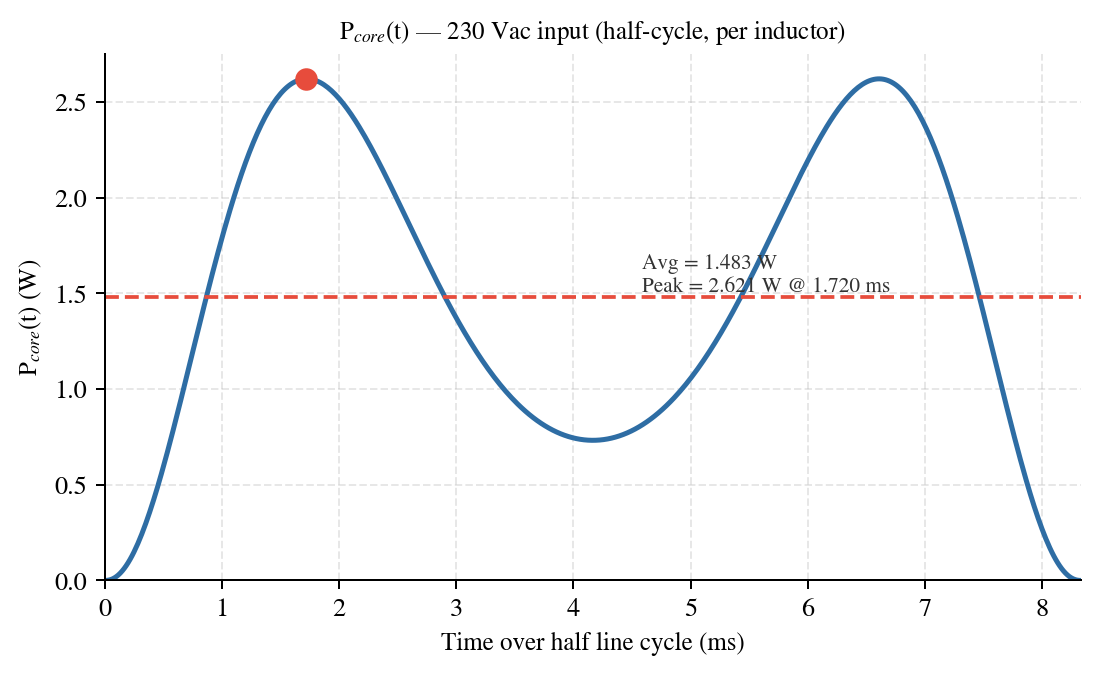 P_core(t) — 230 Vac input (half-cycle, per inductor)
P_core(t) (W)
2.5
2.0
1.5
1.0
0.5
0.0
Avg = 1.483 W
Peak = 2.621 W @ 1.720 ms
0 1 2 3 4 5 6 7 8
Time over half line cycle (ms)